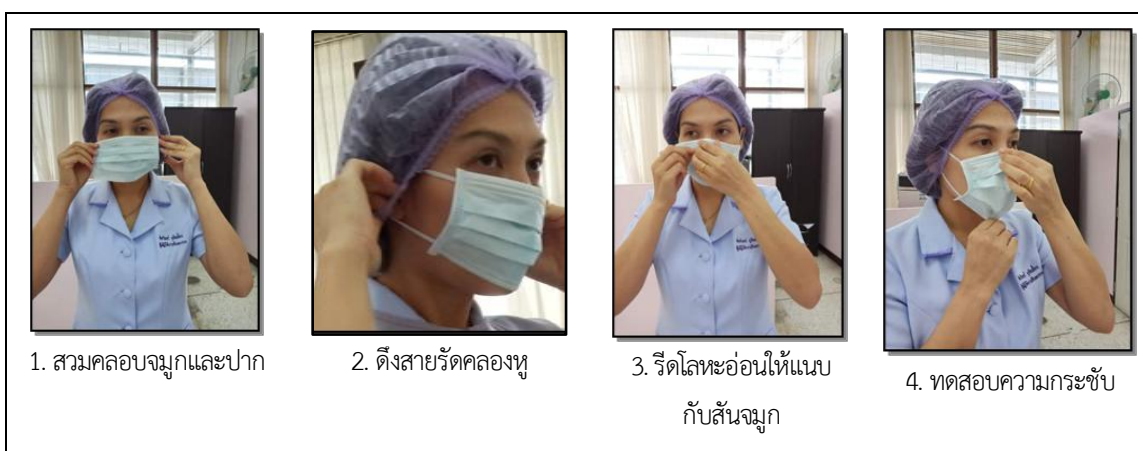 1. สวมคลอบจมูกและปาก
2. ดึงสายรัดคลองหู
3. รีดโลหะอ่อนให้แนบ
กับสันจมูก
4. ทดสอบความกระชับ